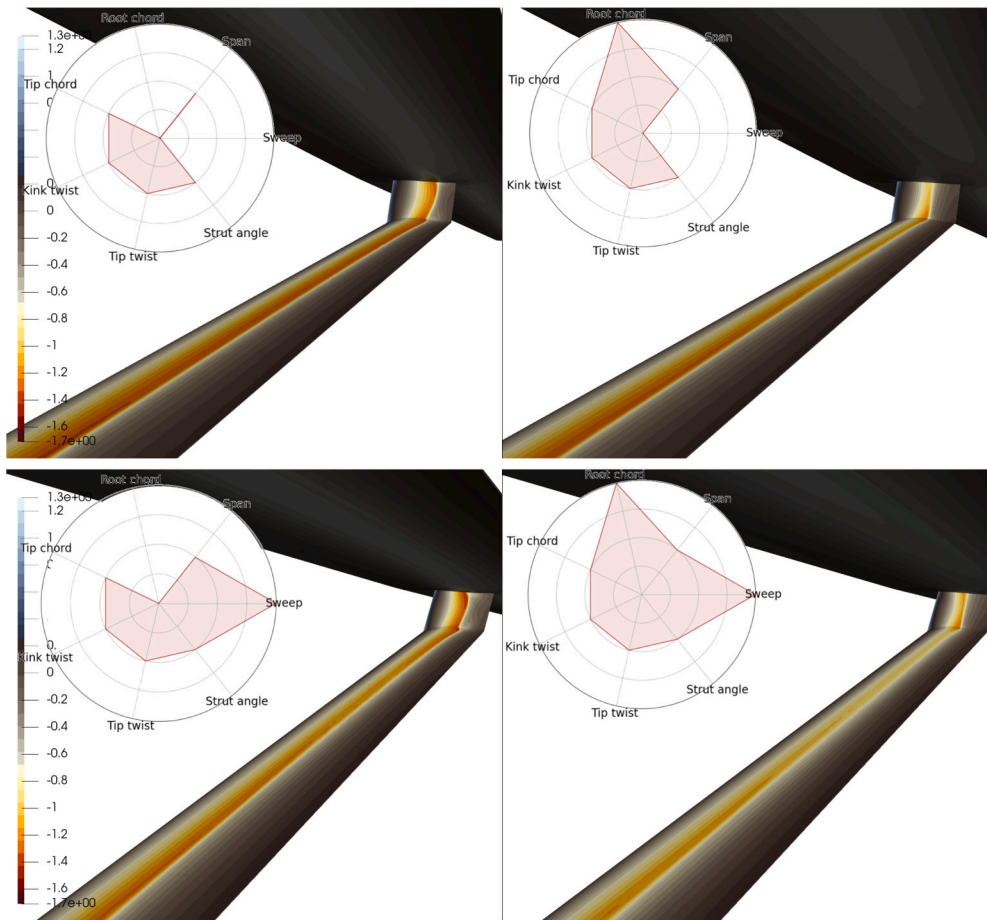 Root chord
Span
Sweep
Strut angle
Tip twist
Kink twist
Tip chord
1.3e+00
1.2
1
0
-0.2
-0.4
-0.6
-0.8
-1
-1.2
-1.4
-1.6
-1.7e+00
Root chord
Span
Sweep
Strut angle
Tip twist
Kink twist
Tip chord
Root chord
Span
Sweep
Strut angle
Tip twist
Kink twist
Tip chord
1.3e+00
1.2
1
0
-0.2
-0.4
-0.6
-0.8
-1
-1.2
-1.4
-1.6
-1.7e+00
Root chord
Span
Sweep
Strut angle
Tip twist
Kink twist
Tip chord